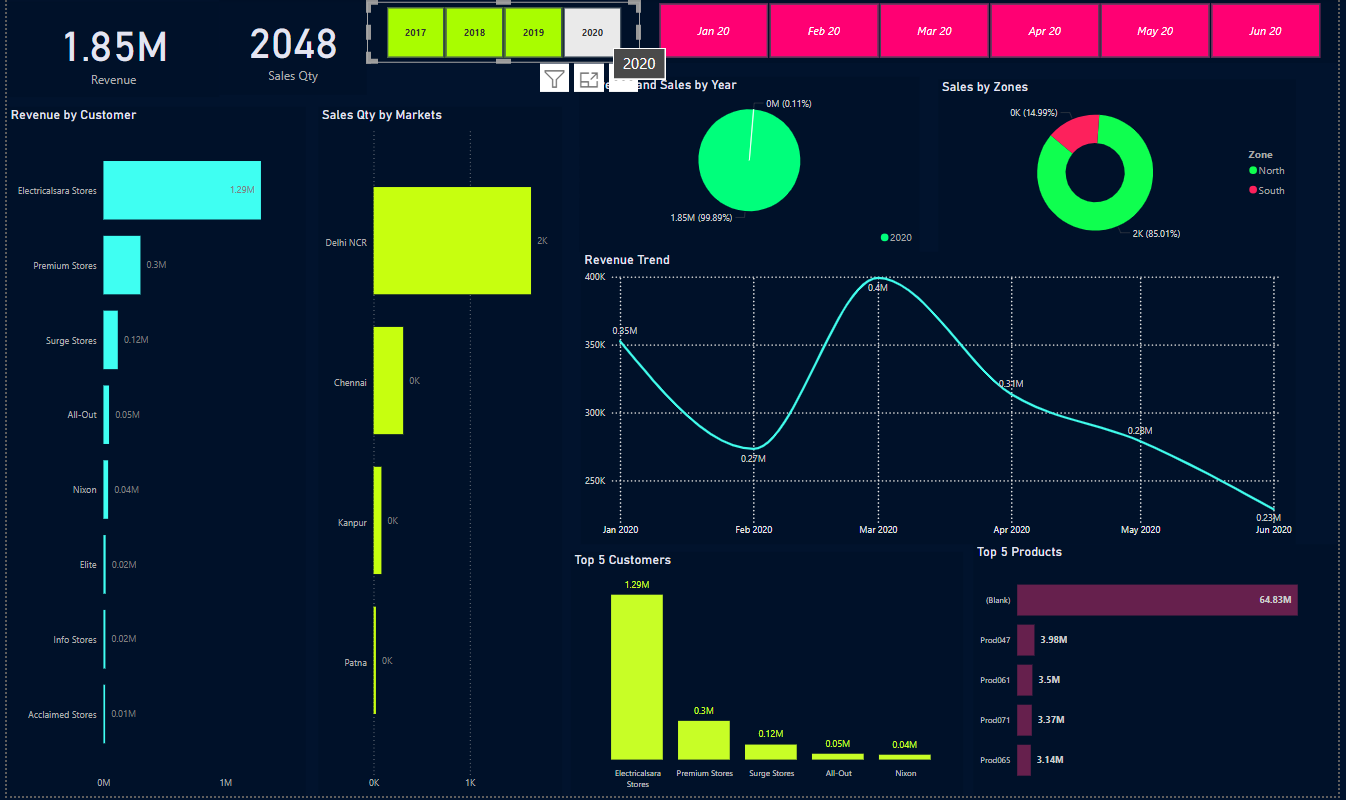 1.85M
Revenue
2048
Sales Qty
2017 2018 2019 2020
2020
Jan 20 Feb 20 Mar 20 Apr 20 May 20 Jun 20
Revenue by Customer
Electricalsara Stores 1.29M
Premium Stores 0.3M
Surge Stores 0.12M
All-Out 0.05M
Nixon 0.04M
Elite 0.02M
Info Stores 0.02M
Acclaimed Stores 0.01M
0M 1M
Sales Qty by Markets
Delhi NCR 2K
Chennai 0K
Kanpur 0K
Patna 0K
0K 1K
and Sales by Year
0M (0.11%)
1.85M (99.89%)
2020
Sales by Zones
0K (14.99%)
2K (85.01%)
Zone
North
South
Revenue Trend
400K
350K
300K
250K
0.35M
0.27M
0.4M
0.31M
0.28M
0.23M
Jan 2020 Feb 2020 Mar 2020 Apr 2020 May 2020 Jun 2020
Top 5 Customers
1.29M
0.3M
0.12M
0.05M
0.04M
Electricalsara Premium Stores Surge Stores All-Out Nixon
Stores
Top 5 Products
(Blank) 64.83M
Prod047 3.98M
Prod061 3.5M
Prod071 3.37M
Prod065 3.14M